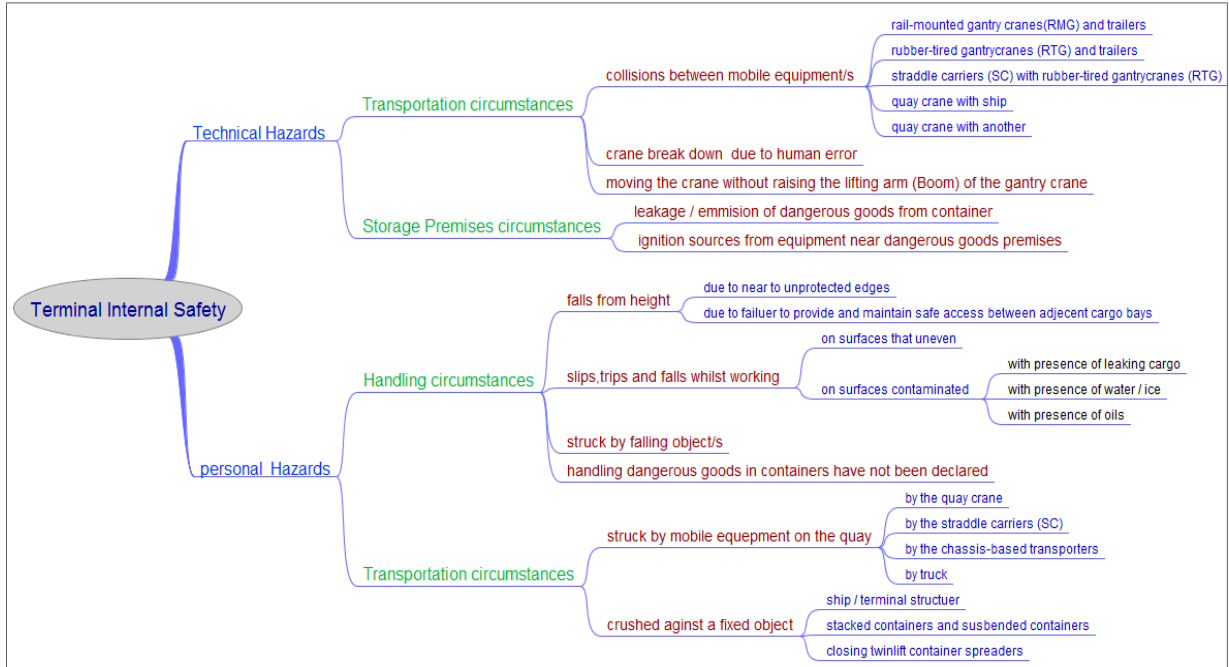 Terminal Internal Safety
Technical Hazards
Transportation circumstances
collisions between mobile equipment/s
rail-mounted gantry cranes(RMG) and trailers
rubber-tired gantrycranes (RTG) and trailers
straddle carriers (SC) with rubber-tired gantrycranes (RTG)
quay crane with ship
quay crane with another
crane break down due to human error
moving the crane without raising the lifting arm (Boom) of the gantry crane
Storage Premises circumstances
leakage / emmision of dangerous goods from container
ignition sources from equipment near dangerous goods premises
personal Hazards
Handling circumstances
falls from height
due to near to unprotected edges
due to failuer to provide and maintain safe access between adjecent cargo bays
slips,trips and falls whilst working
on surfaces that uneven
on surfaces contaminated
with presence of leaking cargo
with presence of water / ice
with presence of oils
struck by falling object/s
handling dangerous goods in containers have not been declared
Transportation circumstances
struck by mobile equepment on the quay
by the quay crane
by the straddle carriers (SC)
by the chassis-based transporters
by truck
crushed aginst a fixed object
ship / terminal structuer
stacked containers and susbended containers
closing twinlift container spreaders